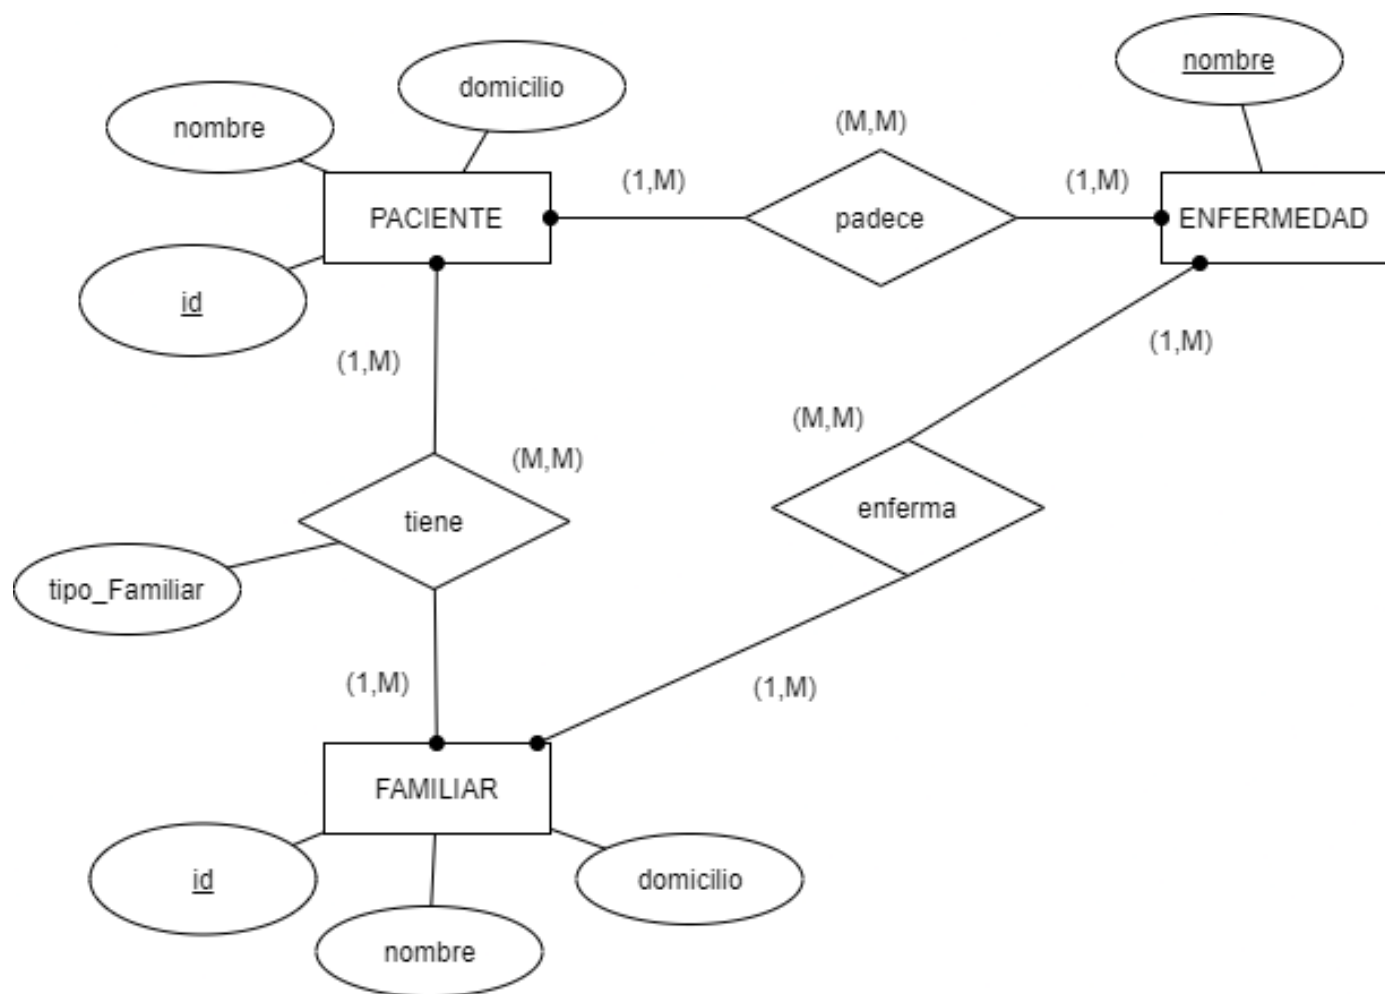 nombre
domicilio
nombre
(M,M)
(1,M)
(1,M)
PACIENTE
padece
ENFERMEDAD
id
(1,M)
(1,M)
(M,M)
(M,M)
tiene
enferma
tipo_Familiar
(1,M)
(1,M)
FAMILIAR
id
domicilio
nombre